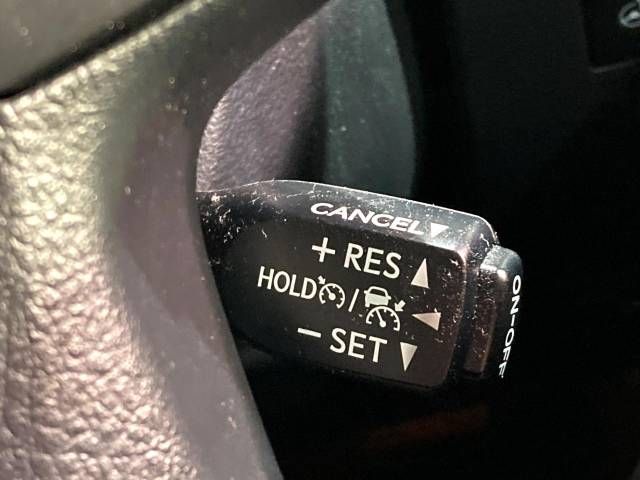 CANCEL▼
+ RES ▲
HOLD /
− SET ▼
ON-OFF